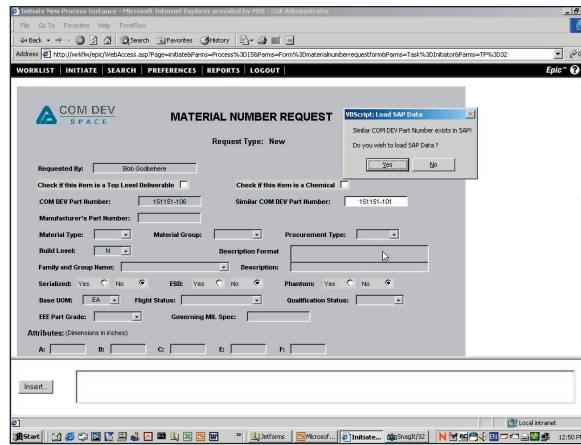 Initiate New Process Instance - Microsoft Internet Explorer provided by MIS - COE Administrator
File Go To Favorites Help FormFlow
Back Search Favorites History
Address http://wrkflw/epic/WebAccess.asp?Page=initiate&Parms=Process%3D15&Parms=Form%3Dmaterialnumberrequestform&Parms=Task%3DInitiator&Parms=TP%3D32
WORKLIST | INITIATE | SEARCH | PREFERENCES | REPORTS | LOGOUT | Epic
COM DEV
SPACE
MATERIAL NUMBER REQUEST
Request Type: New
VBScript: Load SAP Data
Similar COM DEV Part Number exists in SAP!
Do you wish to load SAP Data ?
Yes No
Requested By: Bob Godbehere
Check if this item is a Top Level Deliverable Check if this item is a Chemical
COM DEV Part Number: 151151-106 Similar COM DEV Part Number: 151151-101
Manufacturer's Part Number:
Material Type: Material Group: Procurement Type:
Build Level: N Description Format
Family and Group Name: Description:
Serialized: Yes No ESD: Yes No Phantom: Yes No
Base UOM: EA Flight Status: Qualification Status:
EEE Part Grade: Governing MIL Spec:
Attributes: (Dimensions in inches)
A: B: C: E: F:
Insert...
Local intranet
Start Jetforms Microsof... Initiate... SnagIt/32 12:50 P